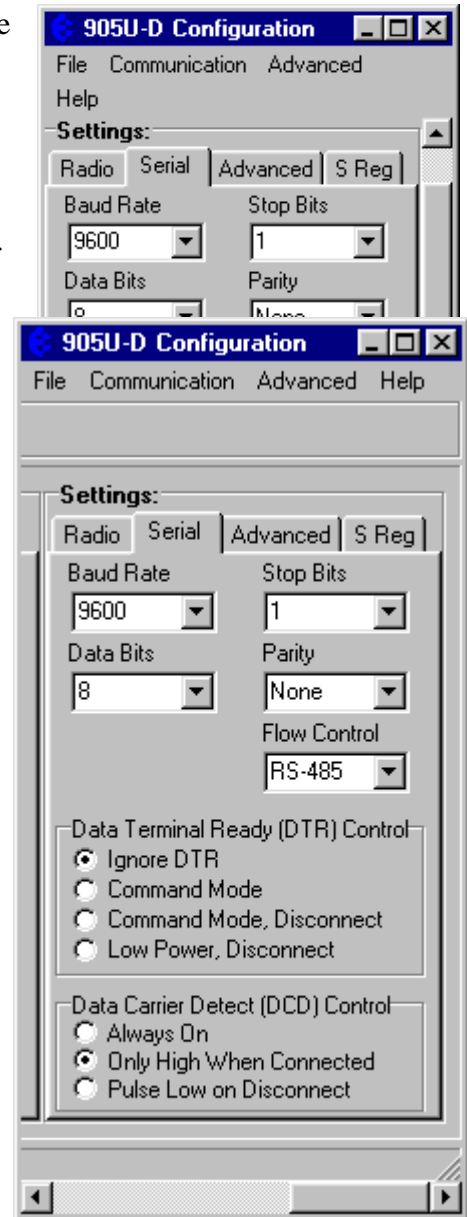 e
905U-D Configuration
File Communication Advanced
Help
Settings:
Radio Serial Advanced S Reg
Baud Rate Stop Bits
9600 1
.
Data Bits Parity
8 None
905U-D Configuration
File Communication Advanced Help
Settings:
Radio Serial Advanced S Reg
Baud Rate Stop Bits
9600 1
Data Bits Parity
8 None
Flow Control
RS-485
Data Terminal Ready (DTR) Control
Ignore DTR
Command Mode
Command Mode, Disconnect
Low Power, Disconnect
Data Carrier Detect (DCD) Control
Always On
Only High When Connected
Pulse Low on Disconnect